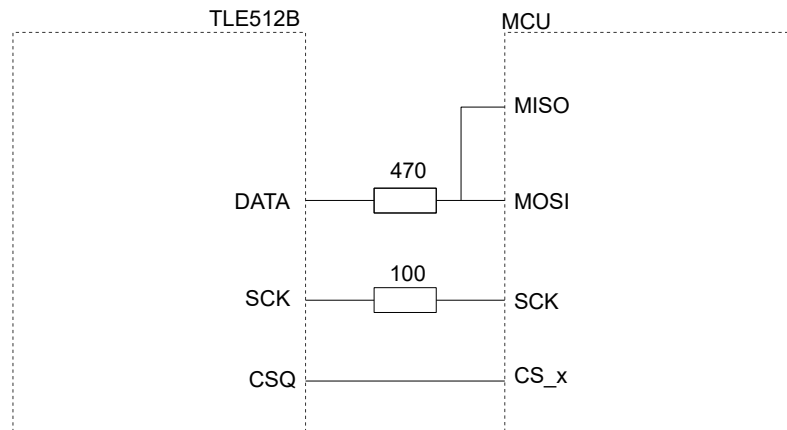 TLE512B
MCU
MISO
470
DATA
MOSI
100
SCK
SCK
CSQ
CS_x